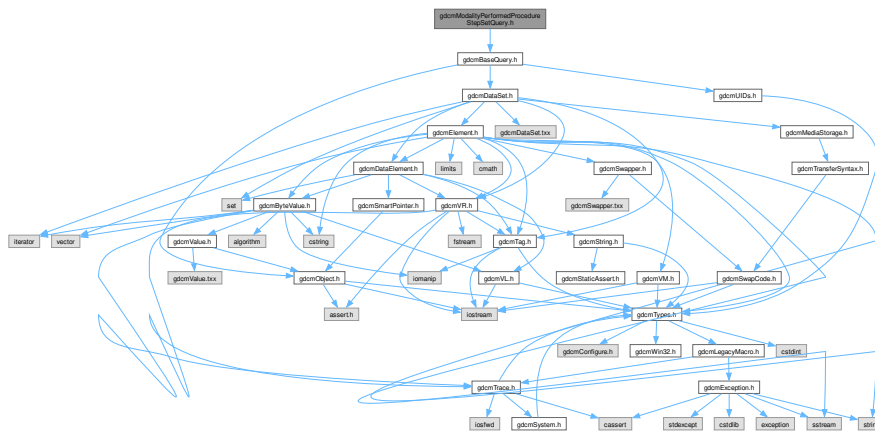 gdcmModalityPerformedProcedure
StepSetQuery.h
gdcmBaseQuery.h
gdcmDataSet.h
gdcmUIDs.h
gdcmElement.h
gdcmDataSet.txx
gdcmMediaStorage.h
gdcmDataElement.h
limits
cmath
gdcmSwapper.h
gdcmTransferSyntax.h
set
gdcmByteValue.h
gdcmSmartPointer.h
gdcmVR.h
gdcmSwapper.txx
iterator
vector
gdcmValue.h
algorithm
cstring
fstream
gdcmTag.h
gdcmString.h
gdcmValue.txx
gdcmObject.h
iomanip
gdcmVL.h
gdcmStaticAssert.h
gdcmVM.h
gdcmSwapCode.h
assert.h
iostream
gdcmTypes.h
gdcmConfigure.h
gdcmWin32.h
gdcmLegacyMacro.h
cstdint
gdcmTrace.h
gdcmException.h
iosfwd
gdcmSystem.h
cassert
stdexcept
cstdlib
exception
sstream